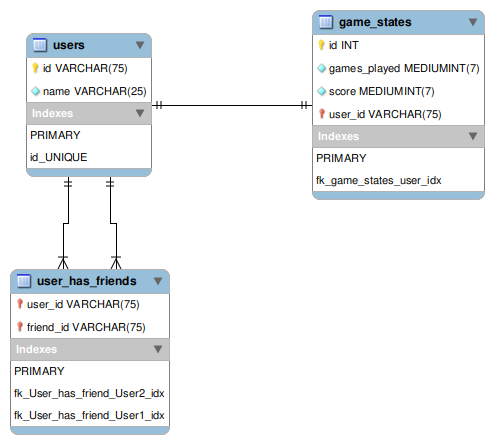 users
id VARCHAR(75)
name VARCHAR(25)
Indexes
PRIMARY
id_UNIQUE
game_states
id INT
games_played MEDIUMINT(7)
score MEDIUMINT(7)
user_id VARCHAR(75)
Indexes
PRIMARY
fk_game_states_user_idx
user_has_friends
user_id VARCHAR(75)
friend_id VARCHAR(75)
Indexes
PRIMARY
fk_User_has_friend_User2_idx
fk_User_has_friend_User1_idx